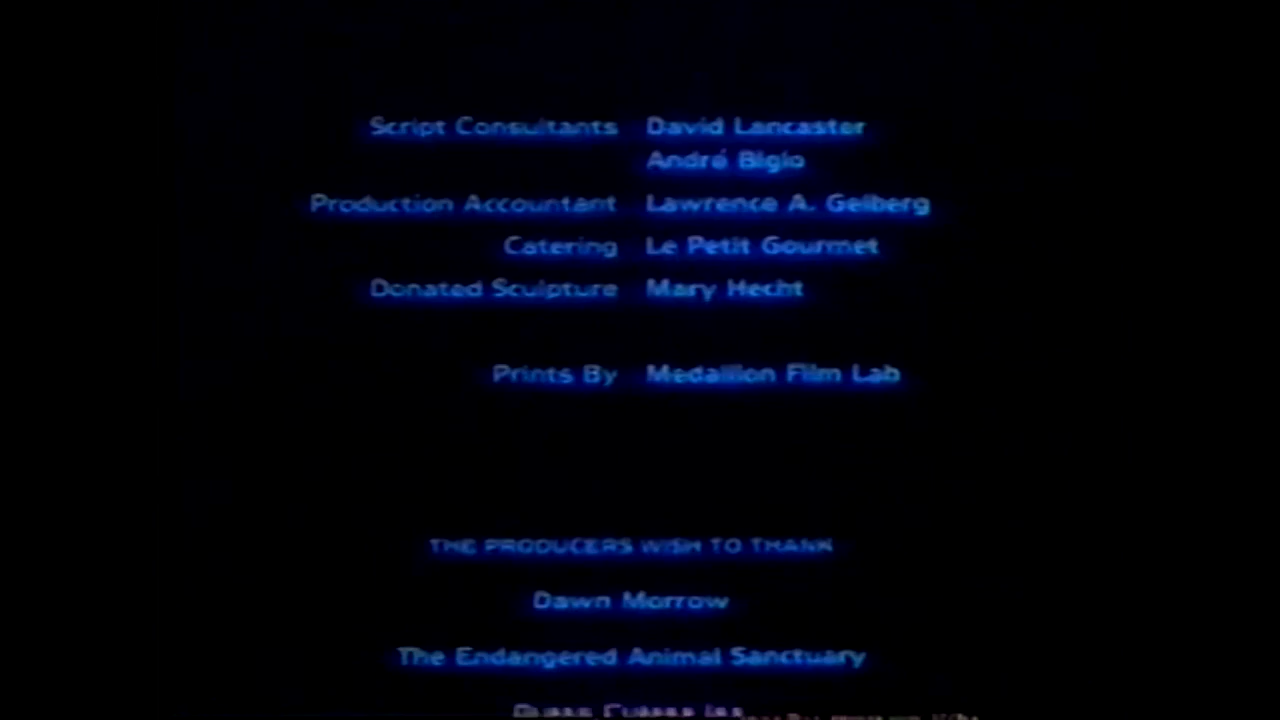 Script Consultants David Lancaster
André Bigio
Production Accountant Lawrence A. Gelberg
Catering Le Petit Gourmet
Donated Sculpture Mary Hecht
Prints By Medallion Film Lab
THE PRODUCERS WISH TO THANK
Dawn Morrow
The Endangered Animal Sanctuary